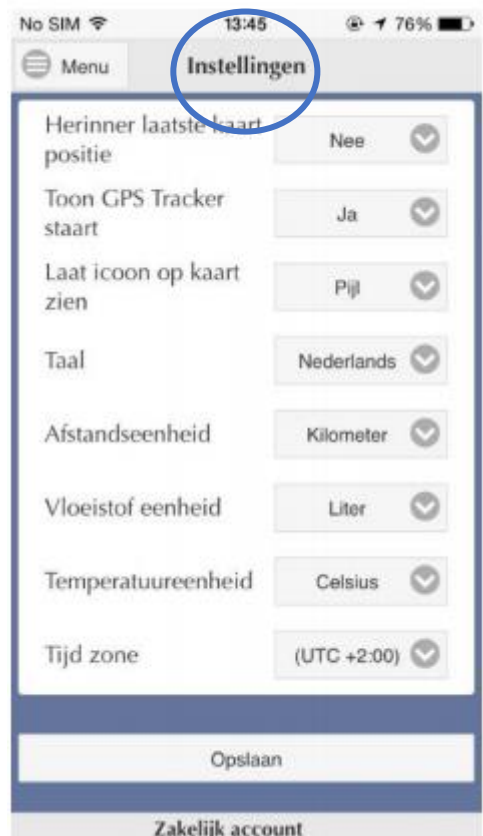 No SIM 13:45 76%
Menu Instellingen
Herinner laatste kaart
positie
Nee
Toon GPS Tracker
staart
Ja
Laat icoon op kaart
zien
Pijl
Taal Nederlands
Afstandseenheid Kilometer
Vloeistof eenheid Liter
Temperatuureenheid Celsius
Tijd zone (UTC +2:00)
Opslaan
Zakelijk account